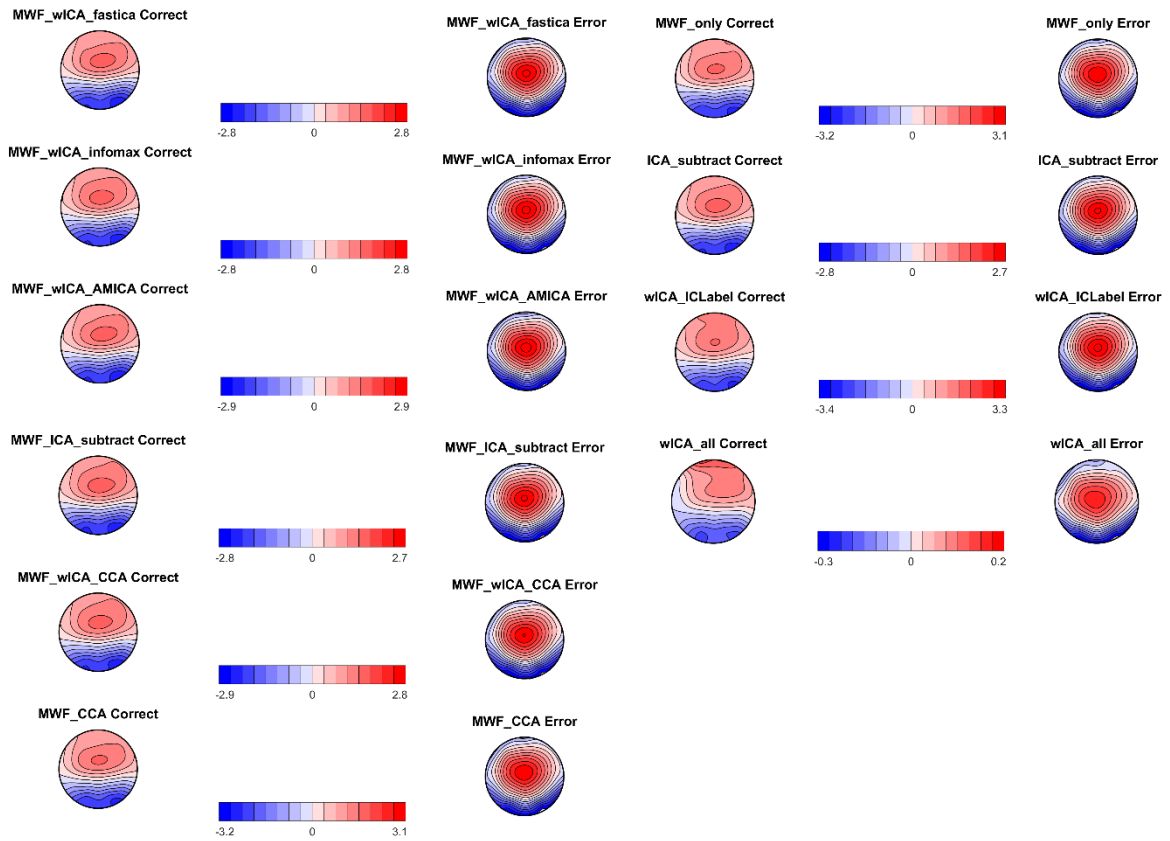 MWF_wICA_fastica Correct
MWF_wICA_fastica Error
MWF_only Correct
MWF_only Error
-2.8 0 2.8
-3.2 0 3.1
MWF_wICA_infomax Correct
MWF_wICA_infomax Error
ICA_subtract Correct
ICA_subtract Error
-2.8 0 2.8
-2.8 0 2.7
MWF_wICA_AMICA Correct
MWF_wICA_AMICA Error
wICA_ICLabel Correct
wICA_ICLabel Error
-2.9 0 2.9
-3.4 0 3.3
MWF_ICA_subtract Correct
MWF_ICA_subtract Error
wICA_all Correct
wICA_all Error
-2.8 0 2.7
-0.3 0 0.2
MWF_wICA_CCA Correct
MWF_wICA_CCA Error
-2.9 0 2.8
MWF_CCA Correct
MWF_CCA Error
-3.2 0 3.1